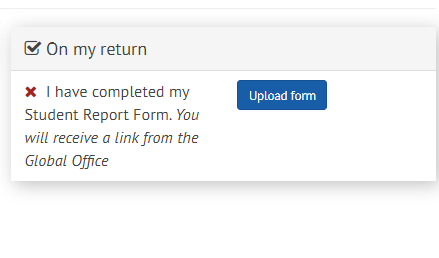 On my return
I have completed my
Student Report Form. You
will receive a link from the
Global Office
Upload form